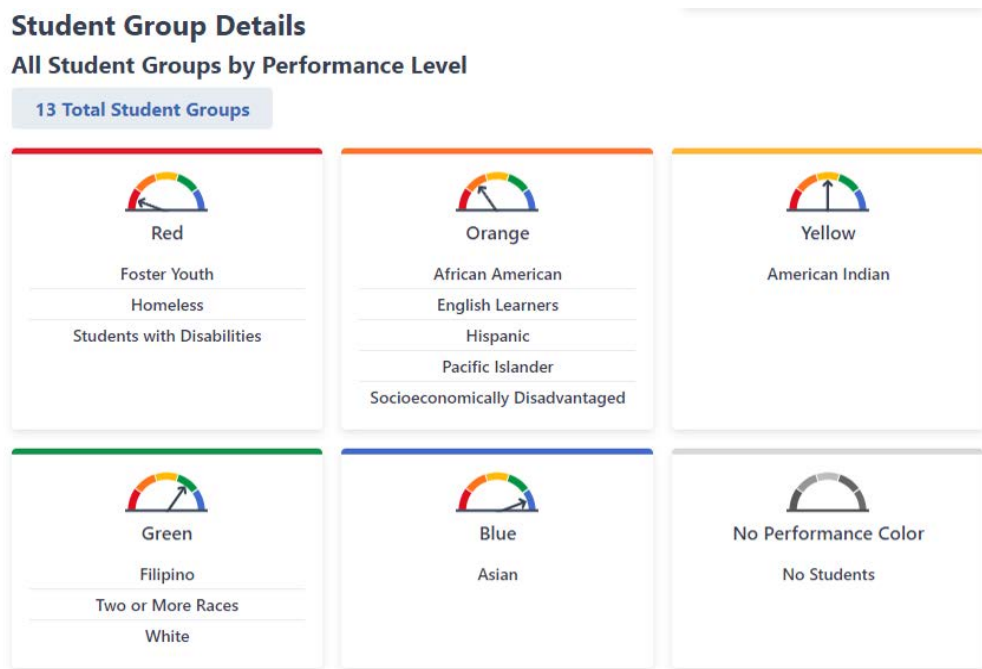 Student Group Details
All Student Groups by Performance Level
13 Total Student Groups
Red
Foster Youth
Homeless
Students with Disabilities
Orange
African American
English Learners
Hispanic
Pacific Islander
Socioeconomically Disadvantaged
Yellow
American Indian
Green
Filipino
Two or More Races
White
Blue
Asian
No Performance Color
No Students